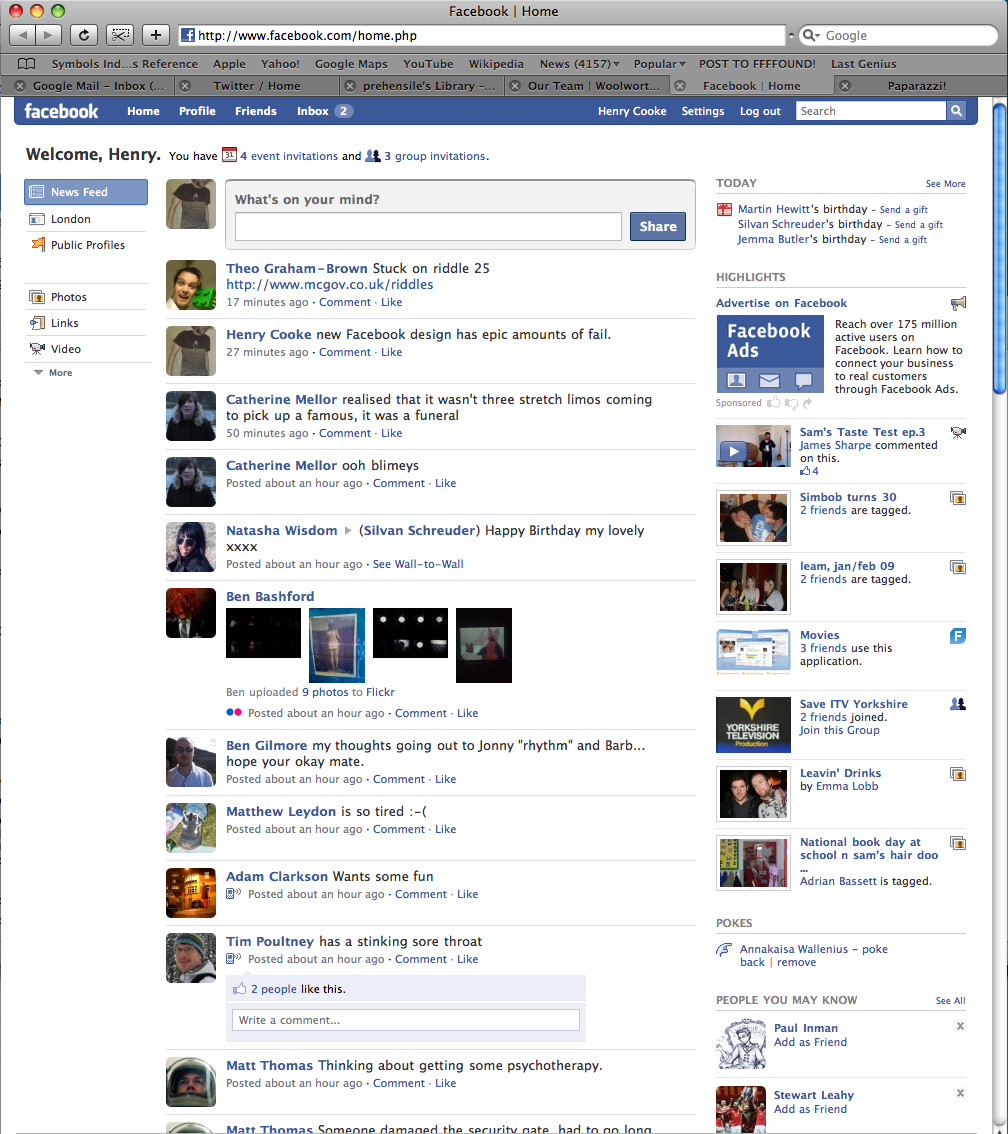 Facebook | Home
http://www.facebook.com/home.php
Google
Symbols Ind...s Reference Apple Yahoo! Google Maps YouTube Wikipedia News (4157) Popular POST TO FFFFOUND! Last Genius
Google Mail – Inbox (... Twitter / Home prehensile's Library –... Our Team | Woolwort... Facebook | Home Paparazzi!
facebook Home Profile Friends Inbox 2 Henry Cooke Settings Log out Search
Welcome, Henry. You have 31 4 event invitations and 3 group invitations.
News Feed
London
Public Profiles
Photos
Links
Video
More
What's on your mind?
Share
Theo Graham-Brown Stuck on riddle 25
http://www.mcgov.co.uk/riddles
17 minutes ago · Comment · Like
Henry Cooke new Facebook design has epic amounts of fail.
27 minutes ago · Comment · Like
Catherine Mellor realised that it wasn't three stretch limos coming
to pick up a famous, it was a funeral
50 minutes ago · Comment · Like
Catherine Mellor ooh blimeys
Posted about an hour ago · Comment · Like
Natasha Wisdom (Silvan Schreuder) Happy Birthday my lovely
xxxx
Posted about an hour ago · See Wall-to-Wall
Ben Bashford
Ben uploaded 9 photos to Flickr
Posted about an hour ago · Comment · Like
Ben Gilmore my thoughts going out to Jonny "rhythm" and Barb...
hope your okay mate.
Posted about an hour ago · Comment · Like
Matthew Leydon is so tired :-(
Posted about an hour ago · Comment · Like
Adam Clarkson Wants some fun
Posted about an hour ago · Comment · Like
Tim Poultney has a stinking sore throat
Posted about an hour ago · Comment · Like
2 people like this.
Write a comment...
Matt Thomas Thinking about getting some psychotherapy.
Posted about an hour ago · Comment · Like
Matt Thomas Someone damaged the security gate, had to go long
TODAY See More
Martin Hewitt's birthday – Send a gift
Silvan Schreuder's birthday – Send a gift
Jemma Butler's birthday – Send a gift
HIGHLIGHTS
Advertise on Facebook
Facebook
Ads
Reach over 175 million
active users on
Facebook. Learn how to
connect your business
to real customers
through Facebook Ads.
Sponsored
Sam's Taste Test ep.3
James Sharpe commented
on this.
4
Simbob turns 30
2 friends are tagged.
leam, jan/feb 09
2 friends are tagged.
Movies
3 friends use this
application.
F
YORKSHIRE
TELEVISION
Production
Save ITV Yorkshire
2 friends joined.
Join this Group
Leavin' Drinks
by Emma Lobb
National book day at
school n sam's hair doo
...
Adrian Bassett is tagged.
POKES
Annakaisa Wallenius – poke
back | remove
PEOPLE YOU MAY KNOW See All
Paul Inman x
Add as Friend
Stewart Leahy x
Add as Friend